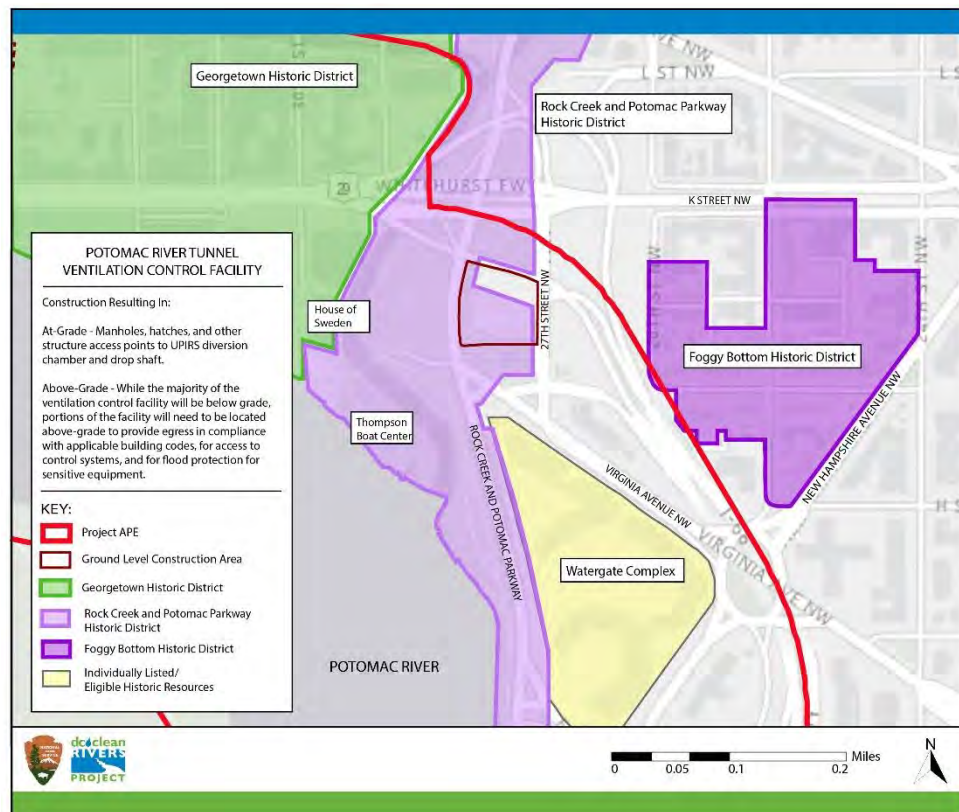 Georgetown Historic District
L ST NW
L S
Rock Creek and Potomac Parkway
Historic District
29
WHITEHURST FW
K STREET NW
27TH STREET NW
House of
Sweden
Foggy Bottom Historic District
NEW HAMPSHIRE AVENUE NW
Thompson
Boat Center
ROCK CREEK AND POTOMAC PARKWAY
VIRGINIA AVENUE NW
I-66
VIRGINIA AVE NW
H S
Watergate Complex
POTOMAC RIVER
POTOMAC RIVER TUNNEL
VENTILATION CONTROL FACILITY
Construction Resulting In:
At-Grade - Manholes, hatches, and other
structure access points to UPIRS diversion
chamber and drop shaft.
Above-Grade - While the majority of the
ventilation control facility will be below grade,
portions of the facility will need to be located
above-grade to provide egress in compliance
with applicable building codes, for access to
control systems, and for flood protection for
sensitive equipment.
KEY:
Project APE
Ground Level Construction Area
Georgetown Historic District
Rock Creek and Potomac Parkway
Historic District
Foggy Bottom Historic District
Individually Listed/
Eligible Historic Resources
dc clean
RIVERS
PROJECT
Miles
0 0.05 0.1 0.2
N